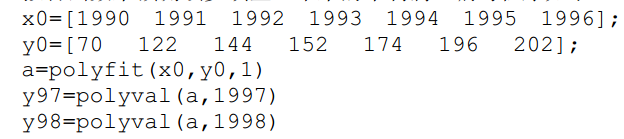 x0=[1990 1991 1992 1993 1994 1995 1996];
y0=[70 122 144 152 174 196 202];
a=polyfit(x0,y0,1)
y97=polyval(a,1997)
y98=polyval(a,1998)